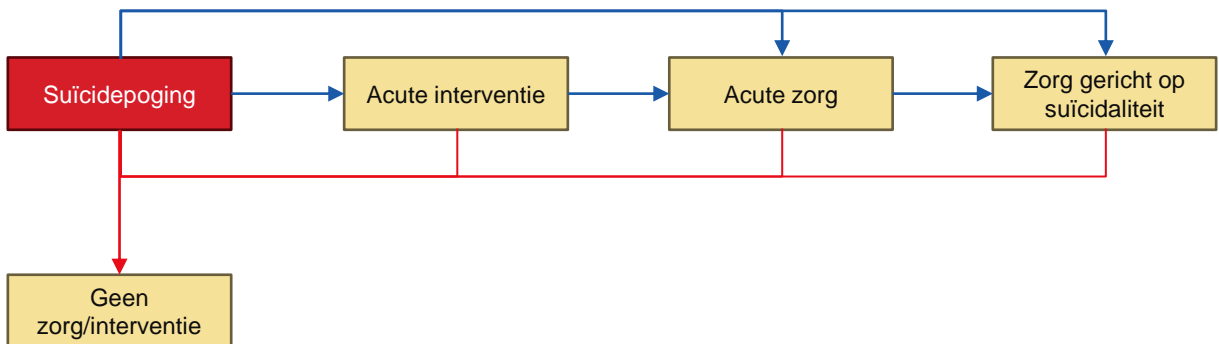 Suïcidepoging
Acute interventie
Acute zorg
Zorg gericht op
suïcidaliteit
Geen
zorg/interventie